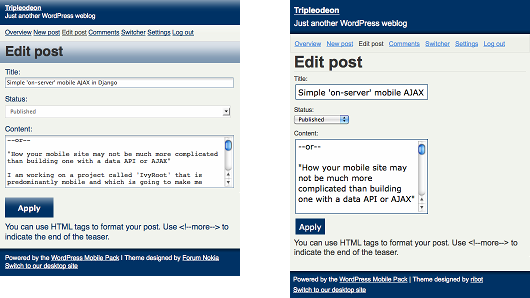 Tripleodeon
Just another WordPress weblog
Overview New post Edit post Comments Switcher Settings Log out
Edit post
Title:
Simple 'on-server' mobile AJAX in Django
Status:
Published
Content:
--or--
"How your mobile site may not be much more complicated
than building one with a data API or AJAX"
I am working on a project called 'IvyRoot' that is
predominantly mobile and which is going to make
Apply
You can use HTML tags to format your post. Use <!--more--> to
indicate the end of the teaser.
Powered by the WordPress Mobile Pack | Theme designed by Forum Nokia
Switch to our desktop site
Tripleodeon
Just another WordPress weblog
Overview New post Edit post Comments Switcher Settings Log out
Edit post
Title:
Simple 'on-server' mobile AJAX
Status:
Published
Content:
--or--
"How your mobile site may
not be much more
complicated than building
one with a data API or AJAX"
Apply
You can use HTML tags to format your post. Use <!--more--> to
indicate the end of the teaser.
Powered by the WordPress Mobile Pack | Theme designed by ribot
Switch to our desktop site